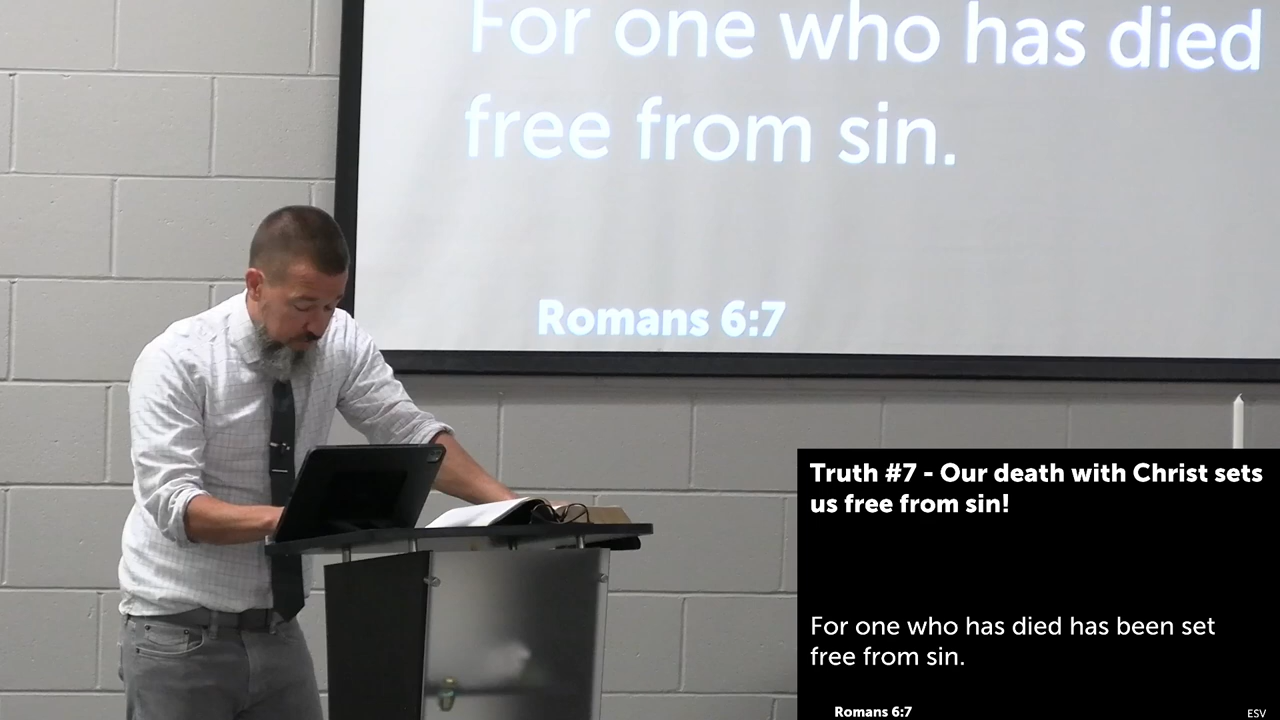 For one who has died
free from sin.
Romans 6:7
Truth #7 - Our death with Christ sets
us free from sin!
For one who has died has been set
free from sin.
Romans 6:7
ESV